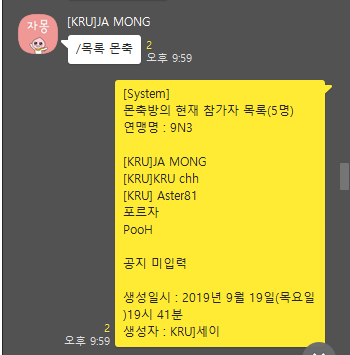 [KRU]JA MONG
자몽
/목록 몬축
2
오후 9:59
[System]
몬축방의 현재 참가자 목록(5명)
연맹명 : 9N3
[KRU]JA MONG
[KRU]KRU chh
[KRU] Aster81
포르자
PooH
공지 미입력
생성일시 : 2019년 9월 19일(목요일
)19시 41분
생성자 : KRU]세이
2
오후 9:59